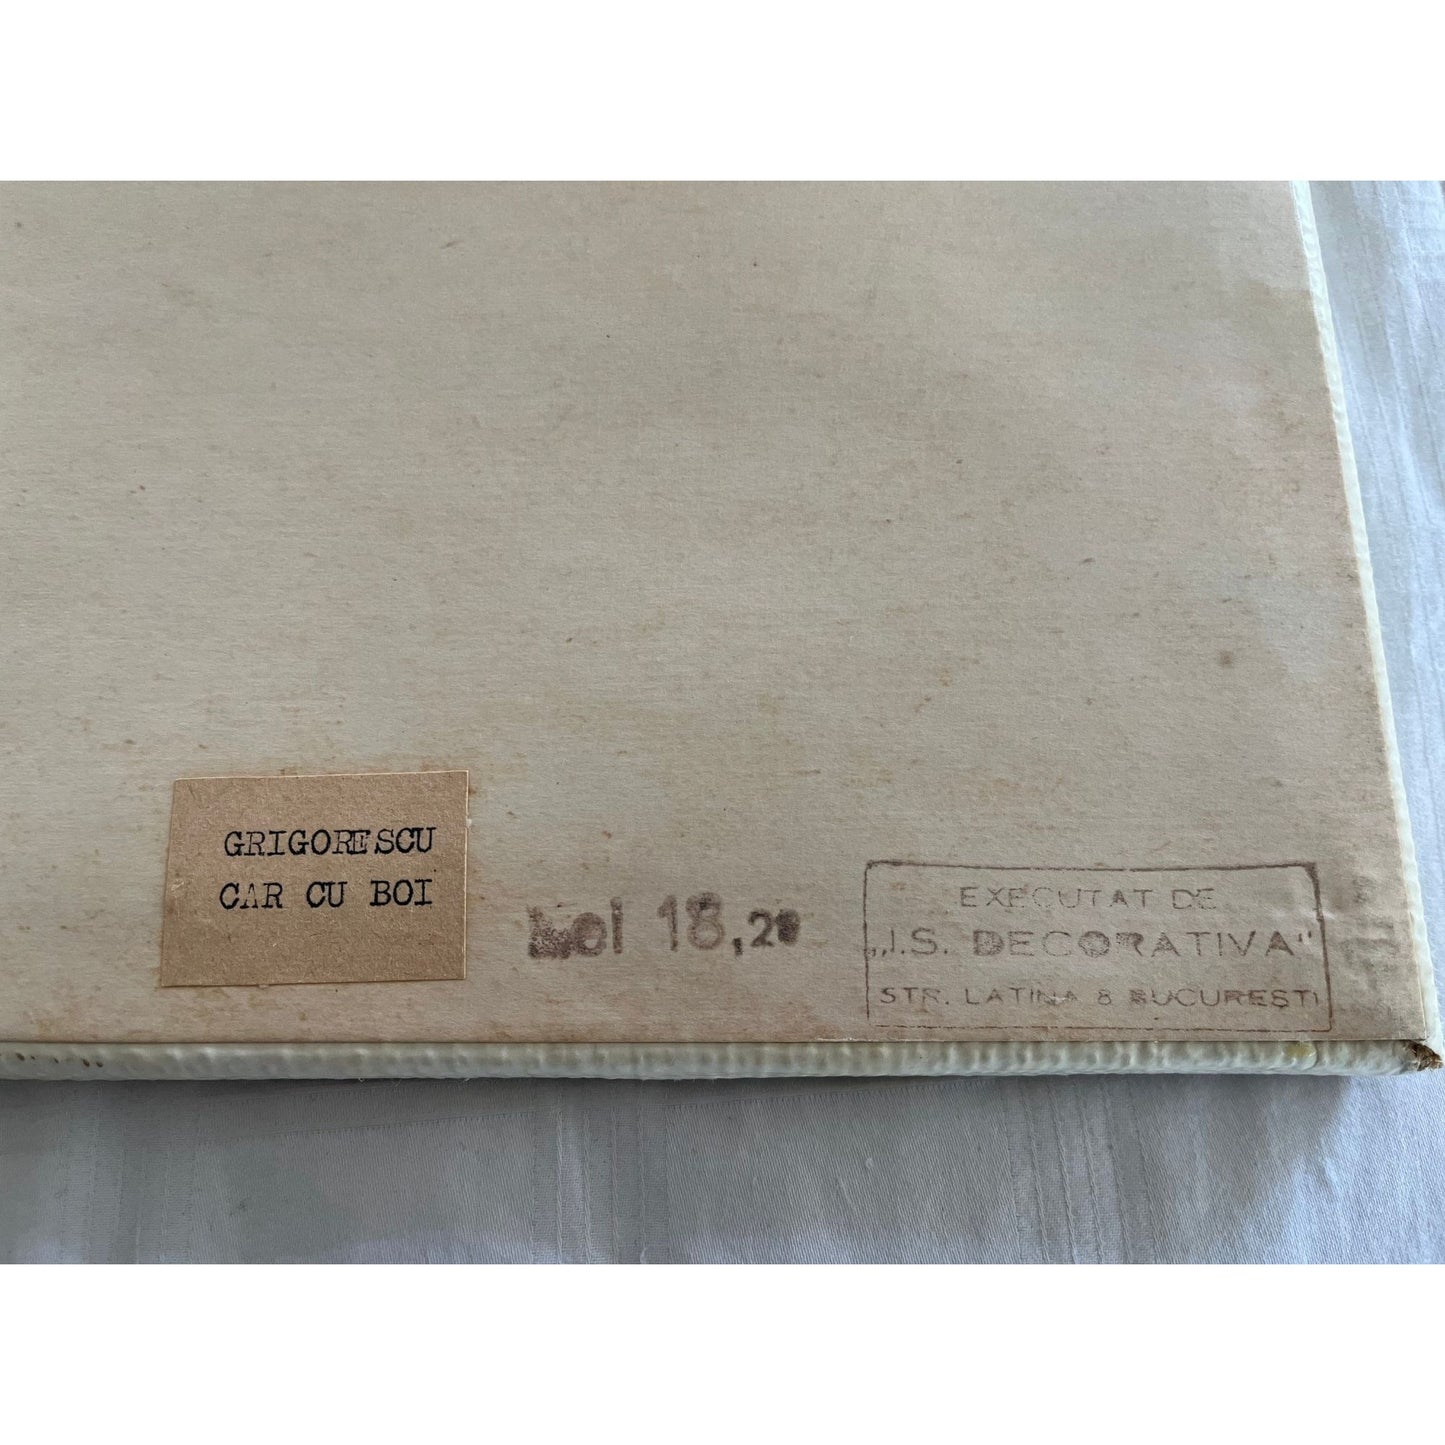 GRIGORESCU
CAR CU BOI
Lei 18,20
EXECUTAT DE
„I.S. DECORATIVA“
STR. LATINA 8 BUCURESTI